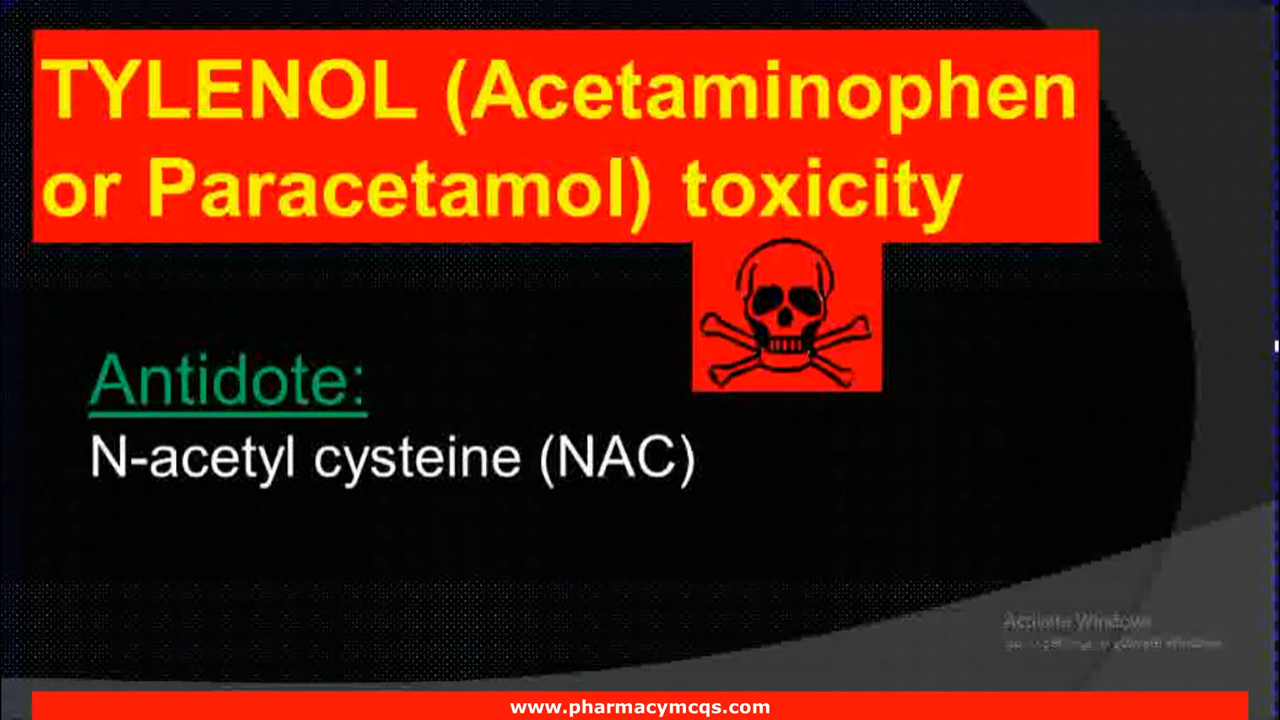 TYLENOL (Acetaminophen
or Paracetamol) toxicity
Antidote:
N-acetyl cysteine (NAC)
Activate Windows
www.pharmacymcqs.com